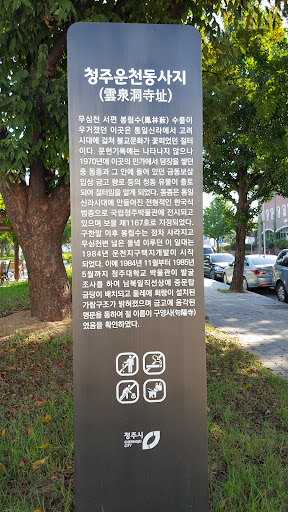 청주운천동사지
(雲泉洞寺址)
무심천 서편 봉림수(鳳林藪) 수풀이
우거졌던 이곳은 통일신라에서 고려
시대에 걸쳐 불교문화가 꽃피었던 절터
이다. 문헌기록에는 나타나지 않으나
1970년에 이곳의 민가에서 담장을 쌓던
중 동종과 그 안에 들어 있던 금동보살
입상 금고 향로 등의 청동 유물이 출토
되어 절터임을 알게 되었다. 동종은 통일
신라시대에 만들어진 전형적인 한국식
범종으로 국립청주박물관에 전시되고
있으며 보물 제1167호로 지정되었다.
구한말 이후 봉림수는 점차 사라지고
무심천변 넓은 들녘 이루던 이 일대는
1984년 운천지구택지개발이 시작
되었다. 이에 1984년 11월부터 1985년
5월까지 청주대학교 박물관이 발굴
조사를 하여 남북일직선상에 중문탑
금당이 배치되고 둘레에 회랑이 설치된
가람구조가 밝혀졌으며 금고에 음각된
명문을 통하여 절 이름이 구양사(句陽寺)
였음을 확인하였다.
청주시
CHEONGJU
CITY